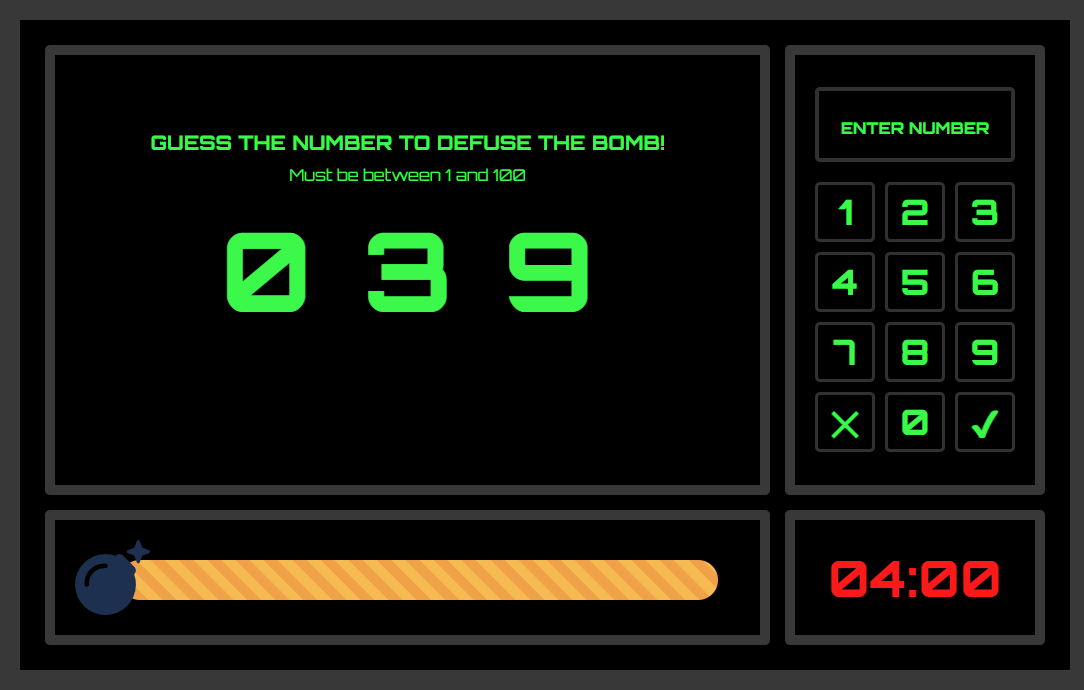 GUESS THE NUMBER TO DEFUSE THE BOMB!
Must be between 1 and 100
0 3 9
ENTER NUMBER
1 2 3
4 5 6
7 8 9
✕ 0 ✓
04:00